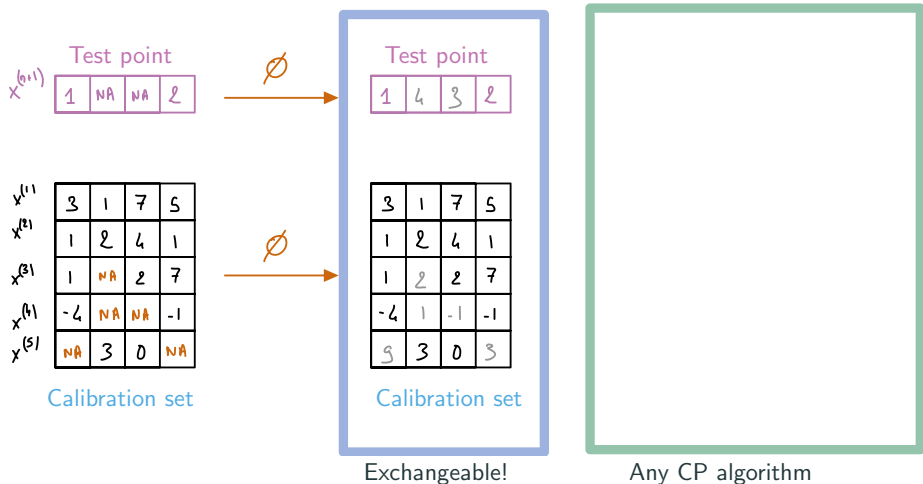 Test point
Test point
x^(n+1)
1 NA NA 2
∅
1 4 3 2
x^(1)
3 1 7 5
3 1 7 5
x^(2)
1 2 4 1
1 2 4 1
x^(3)
1 NA 2 7
∅
1 2 2 7
x^(4)
-4 NA NA -1
-4 1 -1 -1
x^(5)
NA 3 0 NA
9 3 0 3
Calibration set
Calibration set
Exchangeable!
Any CP algorithm